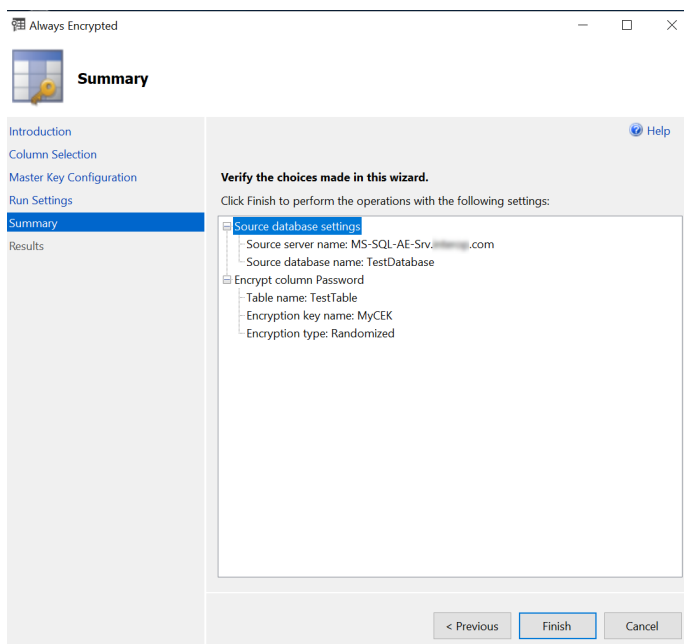 Always Encrypted
Summary
Introduction
Column Selection
Master Key Configuration
Run Settings
Summary
Results
Help
Verify the choices made in this wizard.
Click Finish to perform the operations with the following settings:
Source database settings
Source server name: MS-SQL-AE-Srv. .com
Source database name: TestDatabase
Encrypt column Password
Table name: TestTable
Encryption key name: MyCEK
Encryption type: Randomized
< Previous
Finish
Cancel